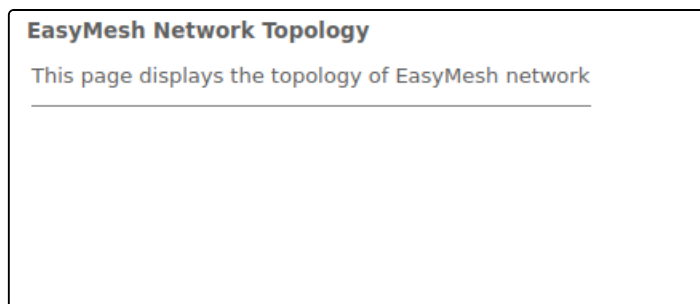 EasyMesh Network Topology
This page displays the topology of EasyMesh network